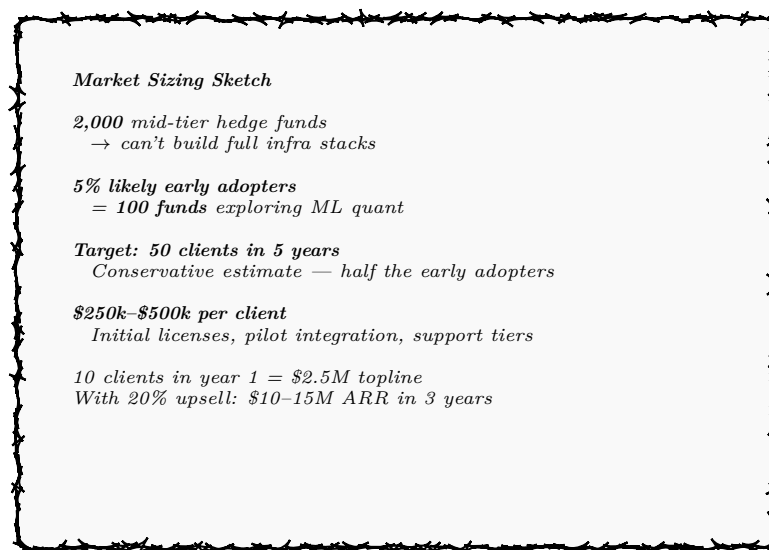 Market Sizing Sketch
2,000 mid-tier hedge funds
→ can't build full infra stacks
5% likely early adopters
= 100 funds exploring ML quant
Target: 50 clients in 5 years
Conservative estimate — half the early adopters
$250k–$500k per client
Initial licenses, pilot integration, support tiers
10 clients in year 1 = $2.5M topline
With 20% upsell: $10–15M ARR in 3 years